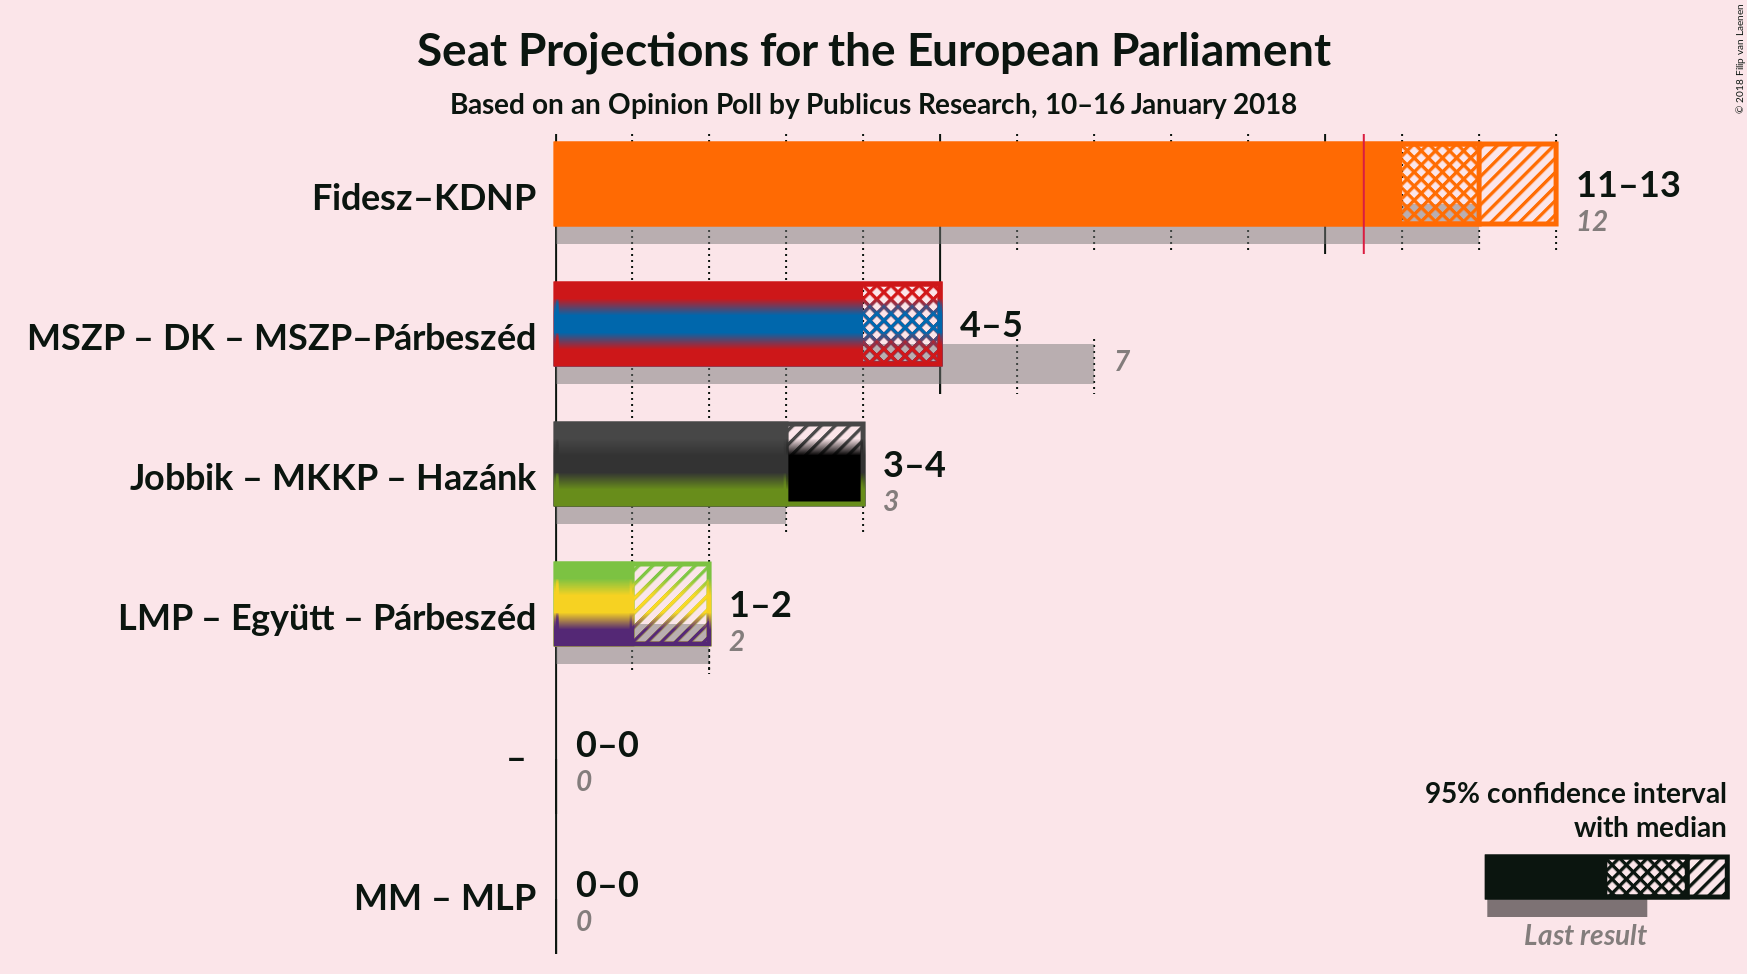 Seat Projections for the European Parliament
Based on an Opinion Poll by Publicus Research, 10–16 January 2018
© 2018 Filip van Laenen
Fidesz–KDNP
11–13
12
MSZP – DK – MSZP–Párbeszéd
4–5
7
Jobbik – MKKP – Hazánk
3–4
3
LMP – Együtt – Párbeszéd
1–2
2
–
0–0
0
MM – MLP
0–0
0
95% confidence interval
with median
Last result